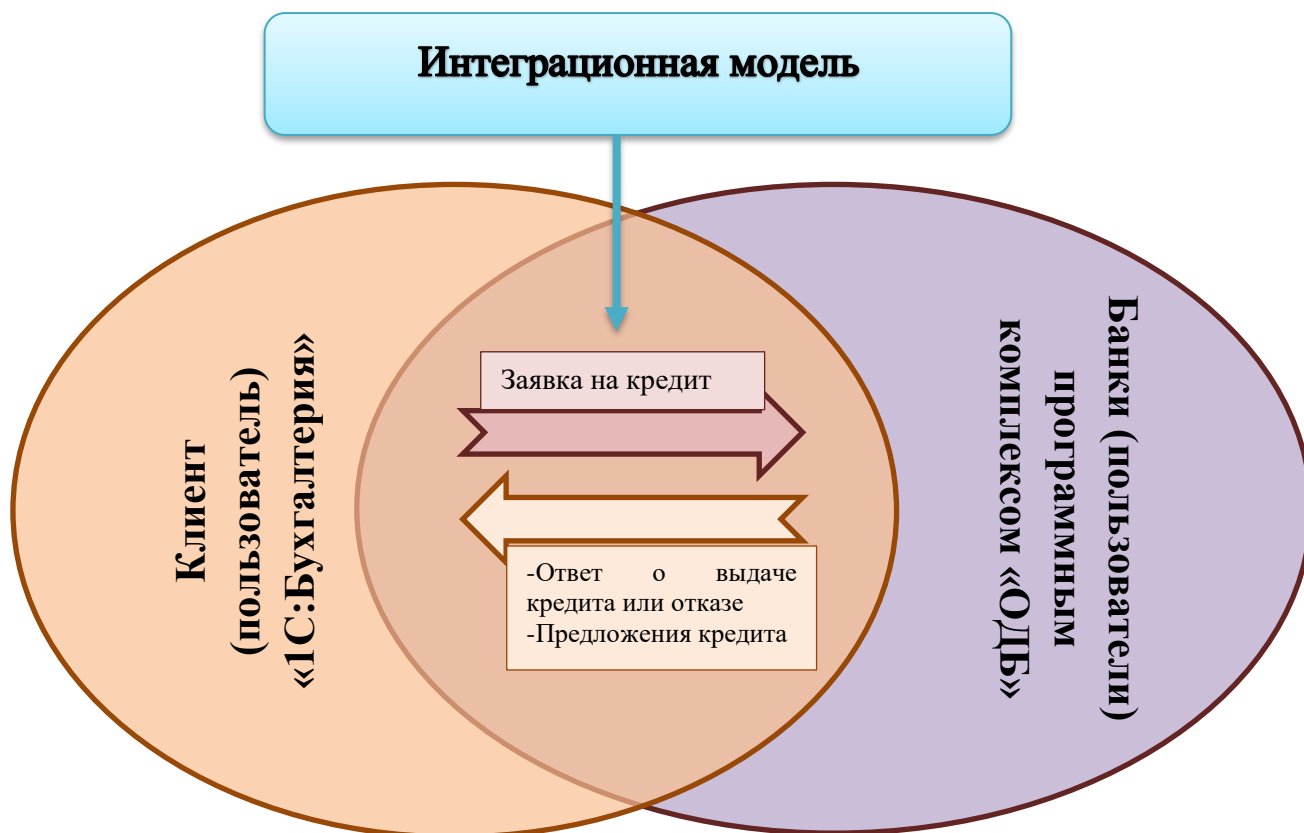 Интеграционная модель
Клиент
(пользователь)
«1С:Бухгалтерия»
Заявка на кредит
-Ответ о выдаче
кредита или отказе
-Предложения кредита
Банки (пользователи)
программным
комплексом «ОДБ»